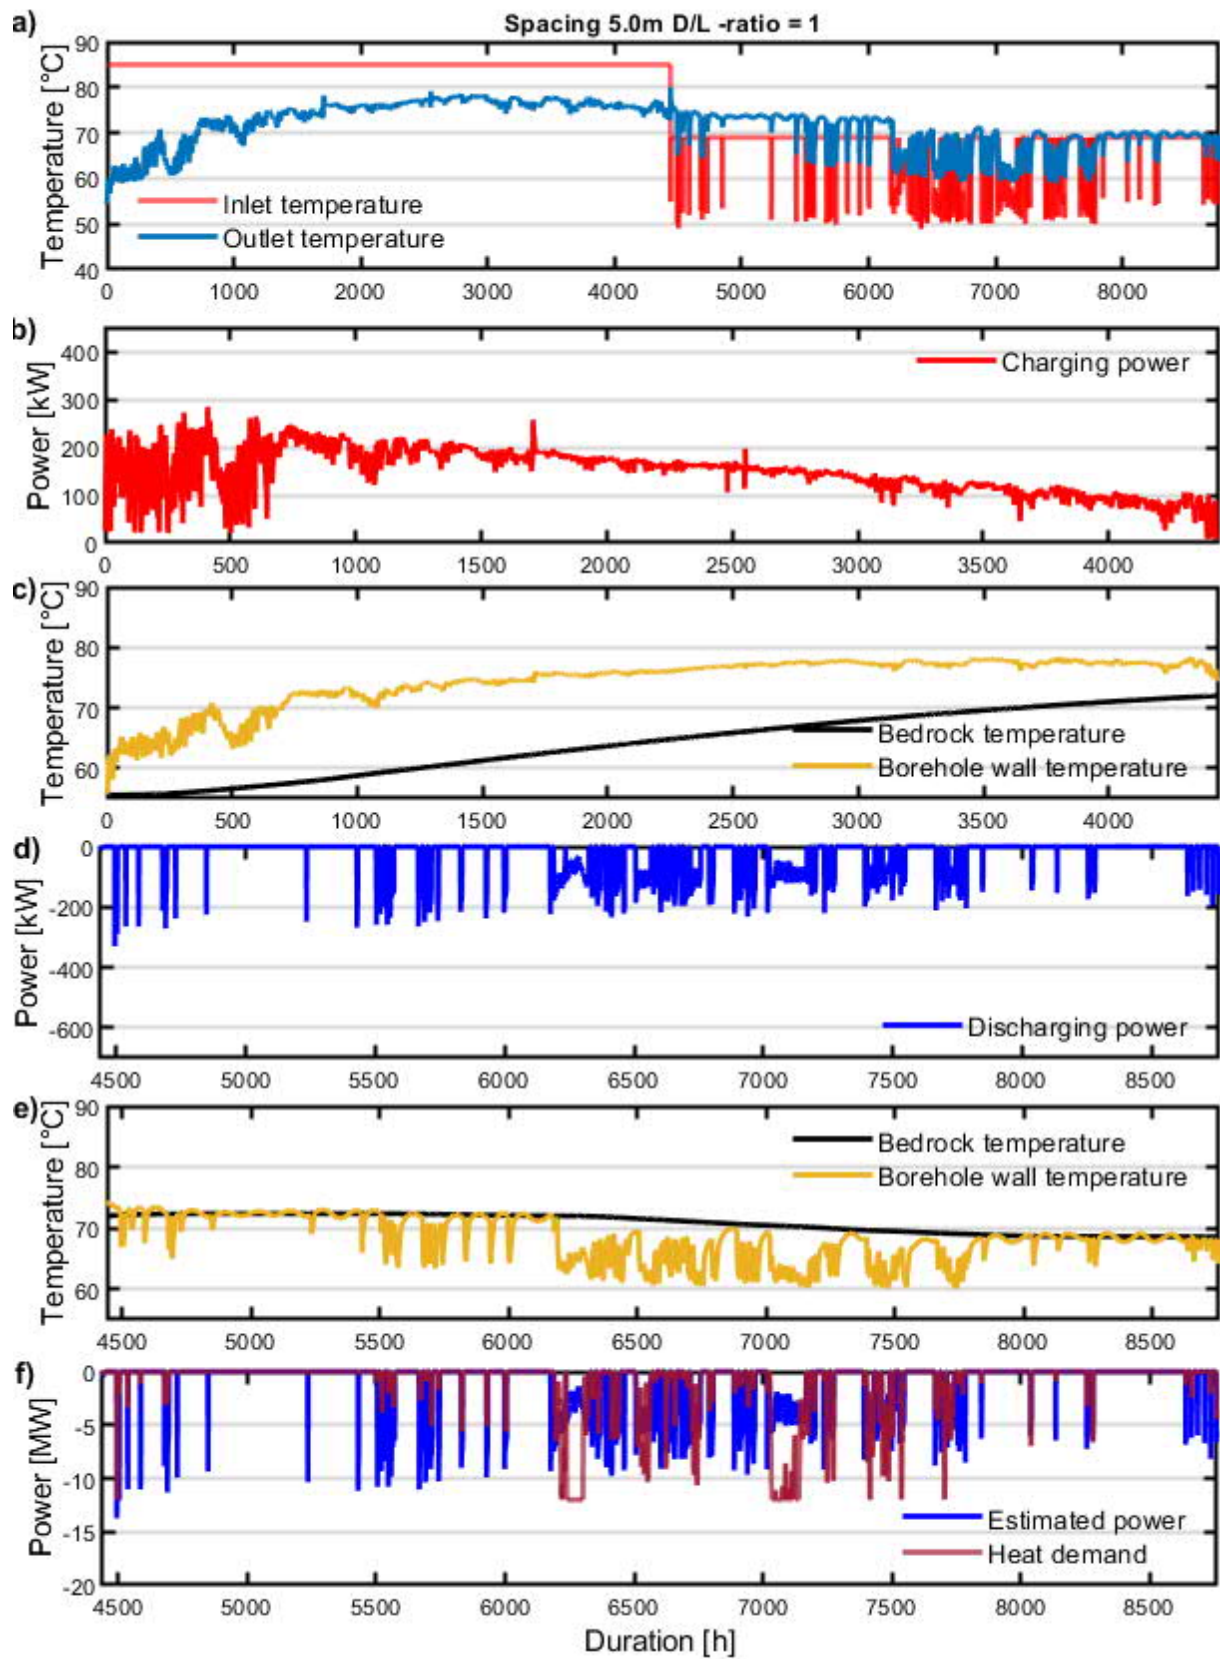 a)
Spacing 5.0m D/L -ratio = 1
Temperature [°C]
90
80
70
60
50
40
Inlet temperature
Outlet temperature
0 1000 2000 3000 4000 5000 6000 7000 8000
b)
Power [kW]
400
300
200
100
0
Charging power
0 500 1000 1500 2000 2500 3000 3500 4000
c)
Temperature [°C]
90
80
70
60
Bedrock temperature
Borehole wall temperature
0 500 1000 1500 2000 2500 3000 3500 4000
d)
Power [kW]
0
-200
-400
-600
Discharging power
4500 5000 5500 6000 6500 7000 7500 8000 8500
e)
Temperature [°C]
90
80
70
60
Bedrock temperature
Borehole wall temperature
4500 5000 5500 6000 6500 7000 7500 8000 8500
f)
Power [MW]
0
-5
-10
-15
-20
Estimated power
Heat demand
4500 5000 5500 6000 6500 7000 7500 8000 8500
Duration [h]